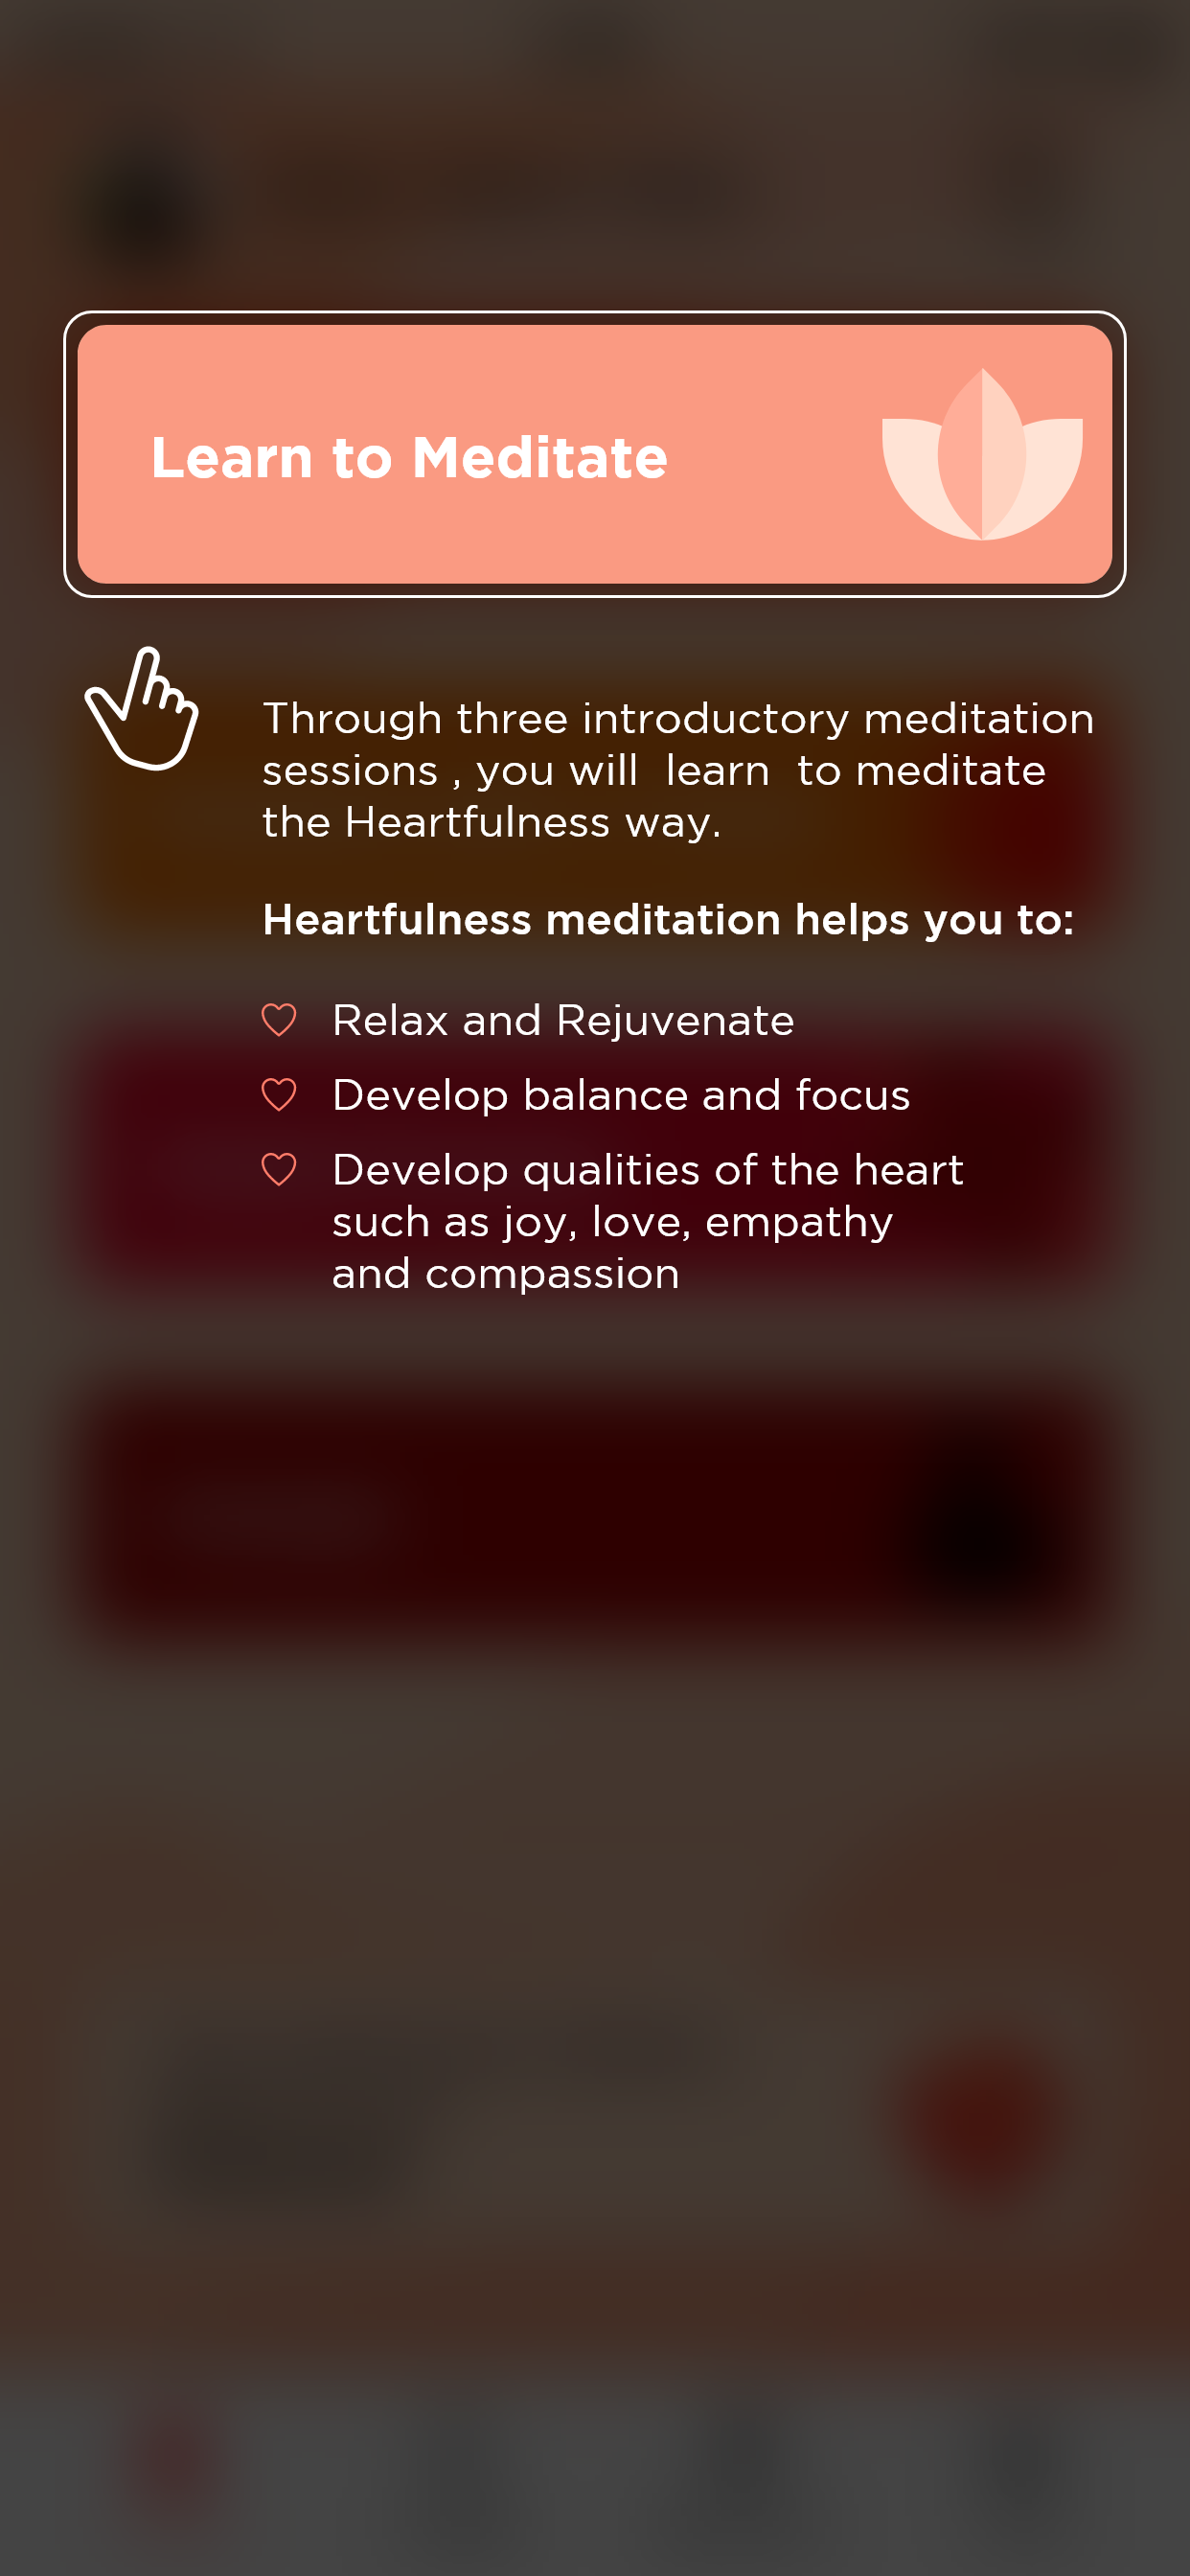 Learn to Meditate
Through three introductory meditation
sessions , you will  learn  to meditate
the Heartfulness way.
Heartfulness meditation helps you to:
Relax and Rejuvenate
Develop balance and focus
Develop qualities of the heart
such as joy, love, empathy
and compassion